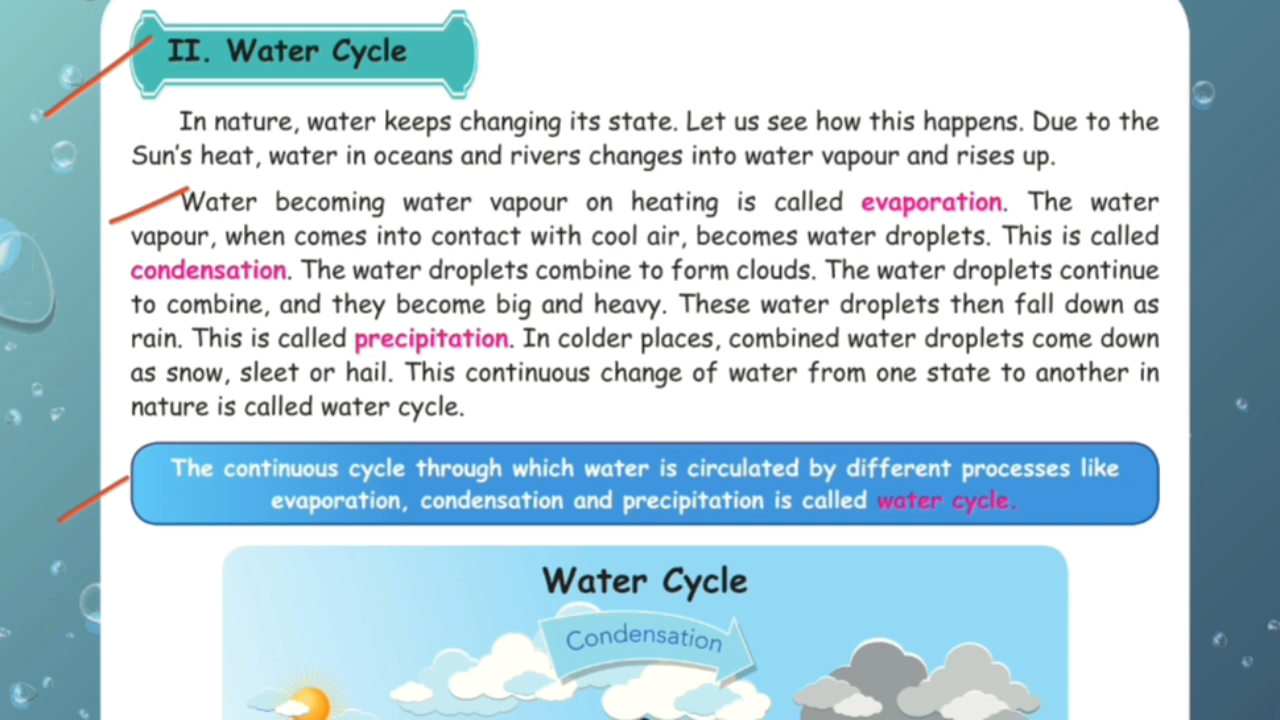 II. Water Cycle
In nature, water keeps changing its state. Let us see how this happens. Due to the
Sun's heat, water in oceans and rivers changes into water vapour and rises up.
Water becoming water vapour on heating is called evaporation. The water
vapour, when comes into contact with cool air, becomes water droplets. This is called
condensation. The water droplets combine to form clouds. The water droplets continue
to combine, and they become big and heavy. These water droplets then fall down as
rain. This is called precipitation. In colder places, combined water droplets come down
as snow, sleet or hail. This continuous change of water from one state to another in
nature is called water cycle.
The continuous cycle through which water is circulated by different processes like
evaporation, condensation and precipitation is called water cycle.
Water Cycle
Condensation